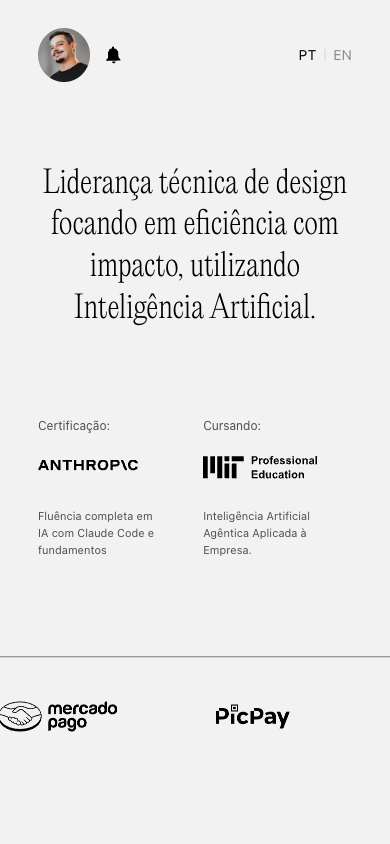 PT | EN
Liderança técnica de design
focando em eficiência com
impacto, utilizando
Inteligência Artificial.
Certificação:
Cursando:
ANTHROP\C
MIT Professional
Education
Fluência completa em
IA com Claude Code e
fundamentos
Inteligência Artificial
Agêntica Aplicada à
Empresa.
mercado
pago
PicPay